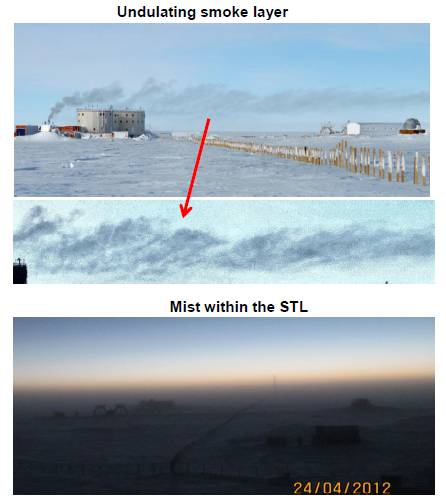 Undulating smoke layer
Mist within the STL
24/04/2012